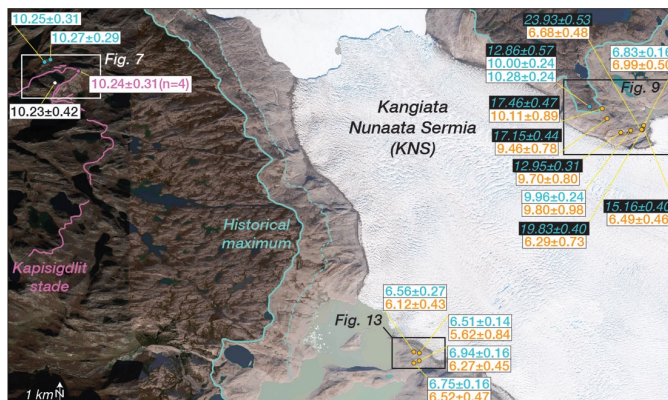 10.25±0.31
10.27±0.29
Fig. 7
10.24±0.31(n=4)
10.23±0.42
Kapisigdlit
stade
Historical
maximum
Kangiata
Nunaata Sermia
(KNS)
23.93±0.53
6.68±0.48
12.86±0.57
10.00±0.24
10.28±0.24
6.83±0.16
6.99±0.50
Fig. 9
17.46±0.47
10.11±0.89
17.15±0.44
9.46±0.78
12.95±0.31
9.70±0.80
9.96±0.24
9.80±0.98
15.16±0.40
6.49±0.46
19.83±0.40
6.29±0.73
6.56±0.27
6.12±0.43
Fig. 13
6.51±0.14
5.62±0.84
6.94±0.16
6.27±0.45
6.75±0.16
6.52±0.47
1 km
N